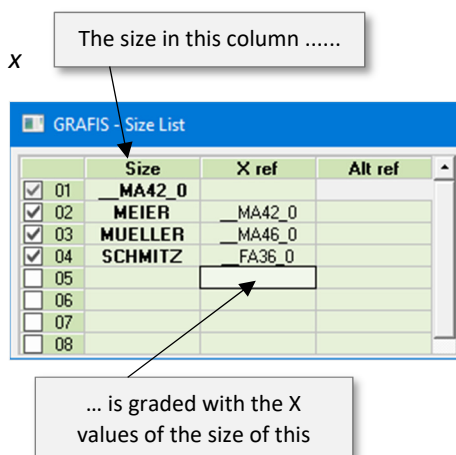 The size in this column ......
x
GRAFIS - Size List
Size X ref Alt ref
01 __MA42_0
02 MEIER __MA42_0
03 MUELLER __MA46_0
04 SCHMITZ __FA36_0
05
06
07
08
… is graded with the X
values of the size of this